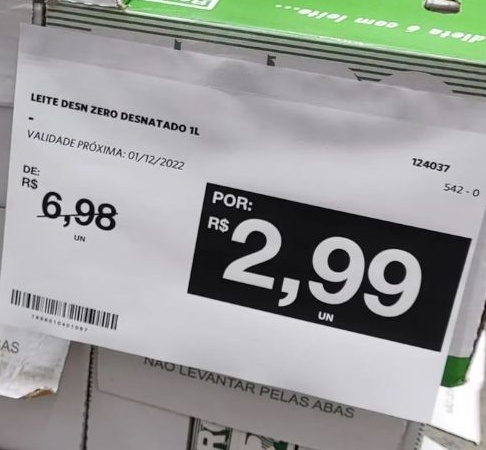 dieta é com leite...
LEITE DESN ZERO DESNATADO 1L
-
VALIDADE PRÓXIMA: 01/12/2022
124037
542 - 0
DE:
R$
6,98
UN
POR:
R$
2,99
UN
AS
NÃO LEVANTAR PELAS ABAS